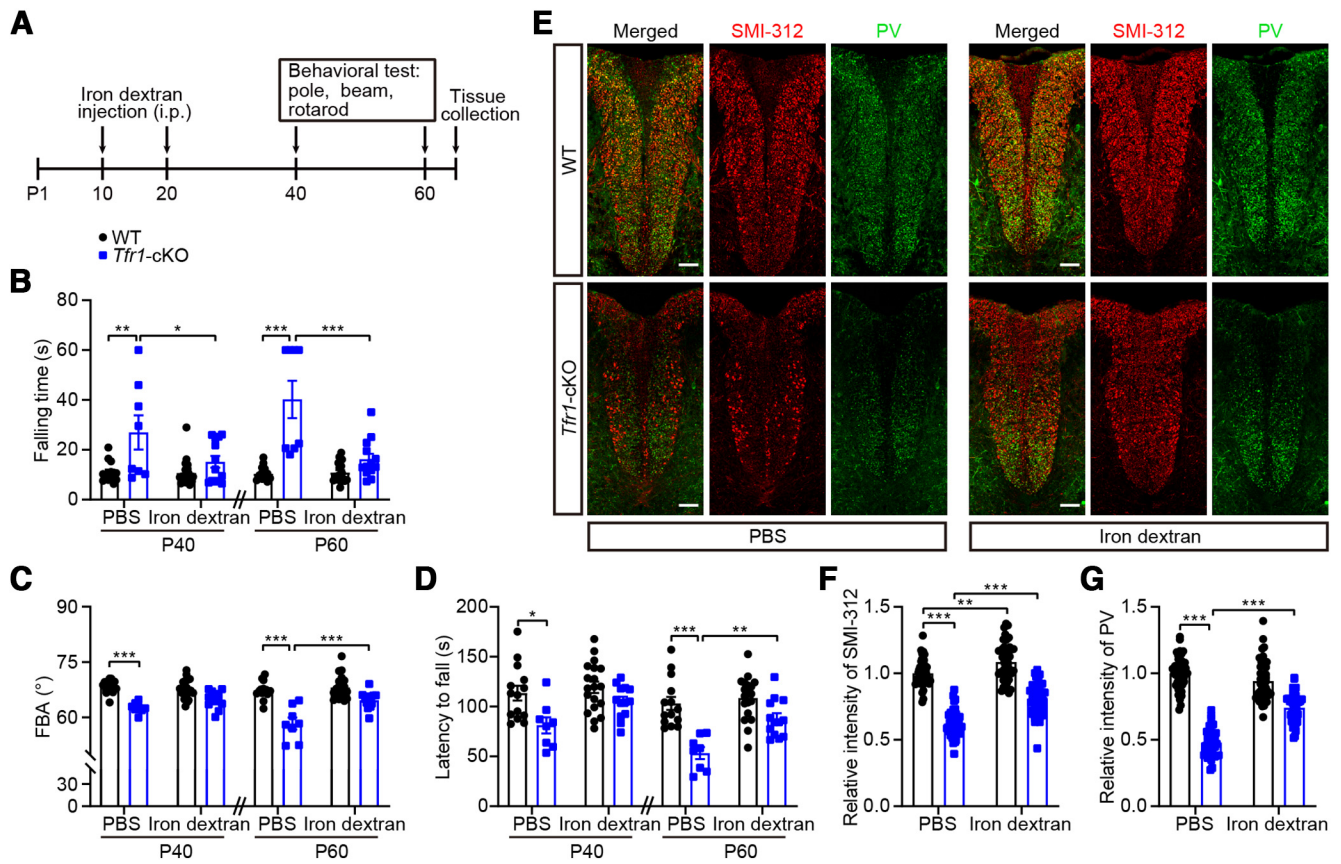 A
Iron dextran
injection (i.p.)
Behavioral test:
pole, beam,
rotarod
Tissue
collection
P1 10 20 40 60
WT
Tfr1-cKO
B
Falling time (s)
80
60
40
20
0
** * *** ***
PBS Iron dextran PBS Iron dextran
P40 P60
C
FBA (°)
90
75
60
30
0
*** *** ***
PBS Iron dextran PBS Iron dextran
P40 P60
D
Latency to fall (s)
200
150
100
50
0
* *** **
PBS Iron dextran PBS Iron dextran
P40 P60
E
Merged SMI-312 PV Merged SMI-312 PV
WT
Tfr1-cKO
PBS Iron dextran
F
Relative intensity of SMI-312
1.5
1.0
0.5
0.0
***
**
***
PBS Iron dextran
G
Relative intensity of PV
1.5
1.0
0.5
0.0
*** ***
PBS Iron dextran